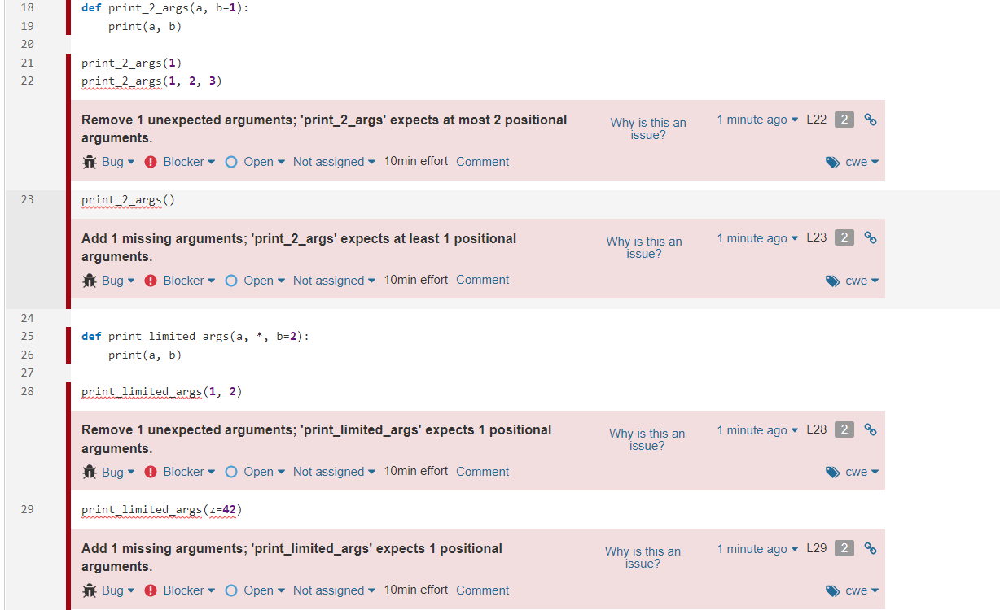 18 def print_2_args(a, b=1):
19     print(a, b)
20
21 print_2_args(1)
22 print_2_args(1, 2, 3)
Remove 1 unexpected arguments; 'print_2_args' expects at most 2 positional arguments. Why is this an issue? 1 minute ago L22 2
Bug Blocker Open Not assigned 10min effort Comment cwe
23 print_2_args()
Add 1 missing arguments; 'print_2_args' expects at least 1 positional arguments. Why is this an issue? 1 minute ago L23 2
Bug Blocker Open Not assigned 10min effort Comment cwe
24
25 def print_limited_args(a, *, b=2):
26     print(a, b)
27
28 print_limited_args(1, 2)
Remove 1 unexpected arguments; 'print_limited_args' expects 1 positional arguments. Why is this an issue? 1 minute ago L28 2
Bug Blocker Open Not assigned 10min effort Comment cwe
29 print_limited_args(z=42)
Add 1 missing arguments; 'print_limited_args' expects 1 positional arguments. Why is this an issue? 1 minute ago L29 2
Bug Blocker Open Not assigned 10min effort Comment cwe